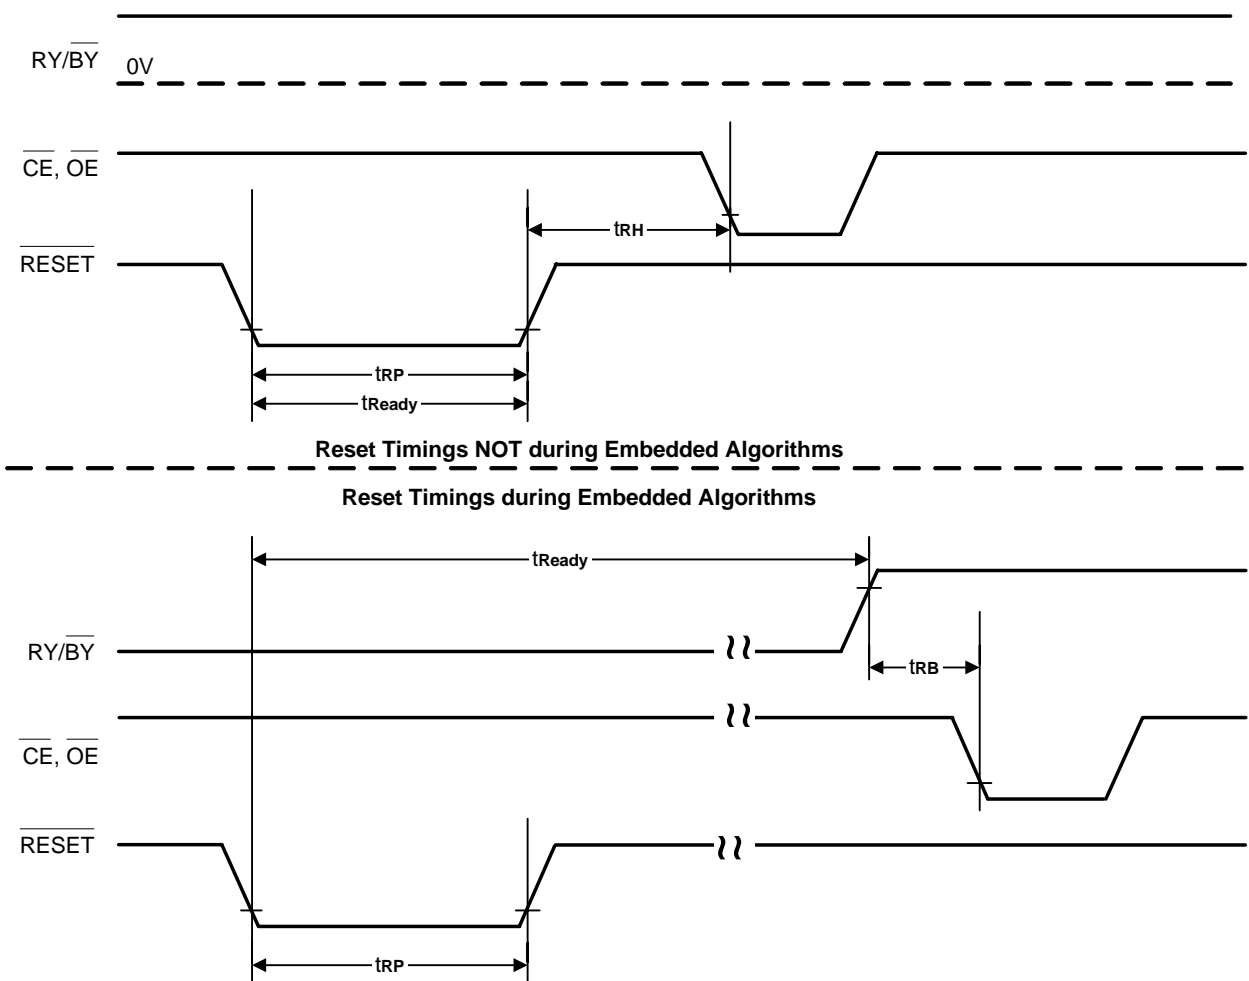 RY/BY
0V
CE, OE
tRH
RESET
tRP
tReady
Reset Timings NOT during Embedded Algorithms
Reset Timings during Embedded Algorithms
tReady
RY/BY
tRB
CE, OE
RESET
tRP